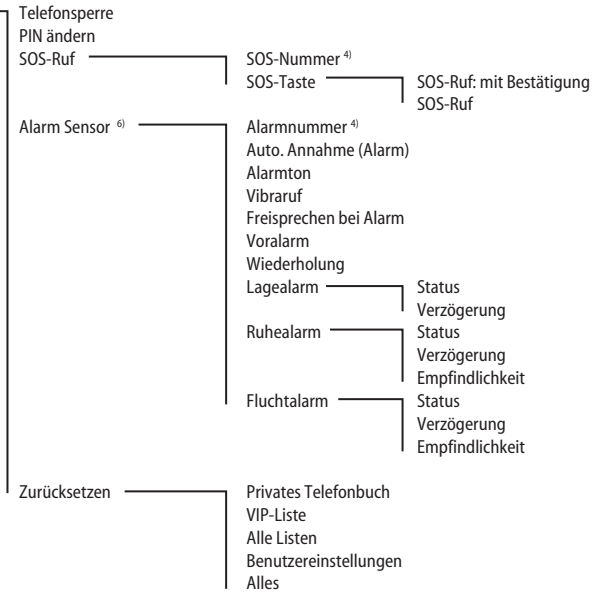 Telefonsperre
PIN ändern
SOS-Ruf SOS-Nummer 4)
SOS-Taste SOS-Ruf: mit Bestätigung
SOS-Ruf
Alarm Sensor 6) Alarmnummer 4)
Auto. Annahme (Alarm)
Alarmton
Vibraruf
Freisprechen bei Alarm
Voralarm
Wiederholung
Lagealarm Status
Verzögerung
Ruhealarm Status
Verzögerung
Empfindlichkeit
Fluchtalarm Status
Verzögerung
Empfindlichkeit
Zurücksetzen Privates Telefonbuch
VIP-Liste
Alle Listen
Benutzereinstellungen
Alles